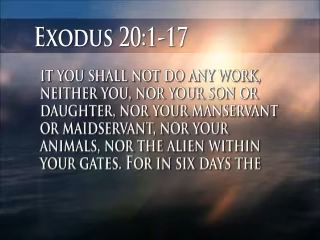 Exodus 20:1-17
it you shall not do any work,
neither you, nor your son or
daughter, nor your manservant
or maidservant, nor your
animals, nor the alien within
your gates. For in six days the